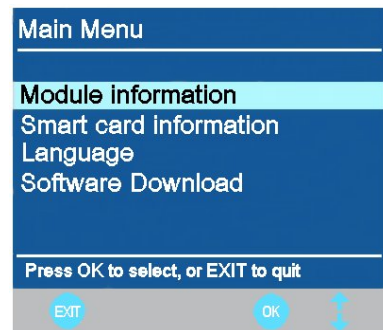 Main Menu
Module information
Smart card information
Language
Software Download
Press OK to select, or EXIT to quit
EXIT OK